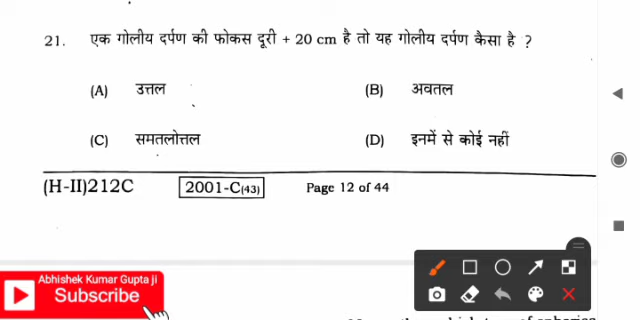 21. एक गोलीय दर्पण की फोकस दूरी + 20 cm है तो यह गोलीय दर्पण कैसा है ?
(A) उत्तल (B) अवतल
(C) समतलोत्तल (D) इनमें से कोई नहीं
(H-II)212C 2001-C(43) Page 12 of 44
Abhishek Kumar Gupta ji
Subscribe